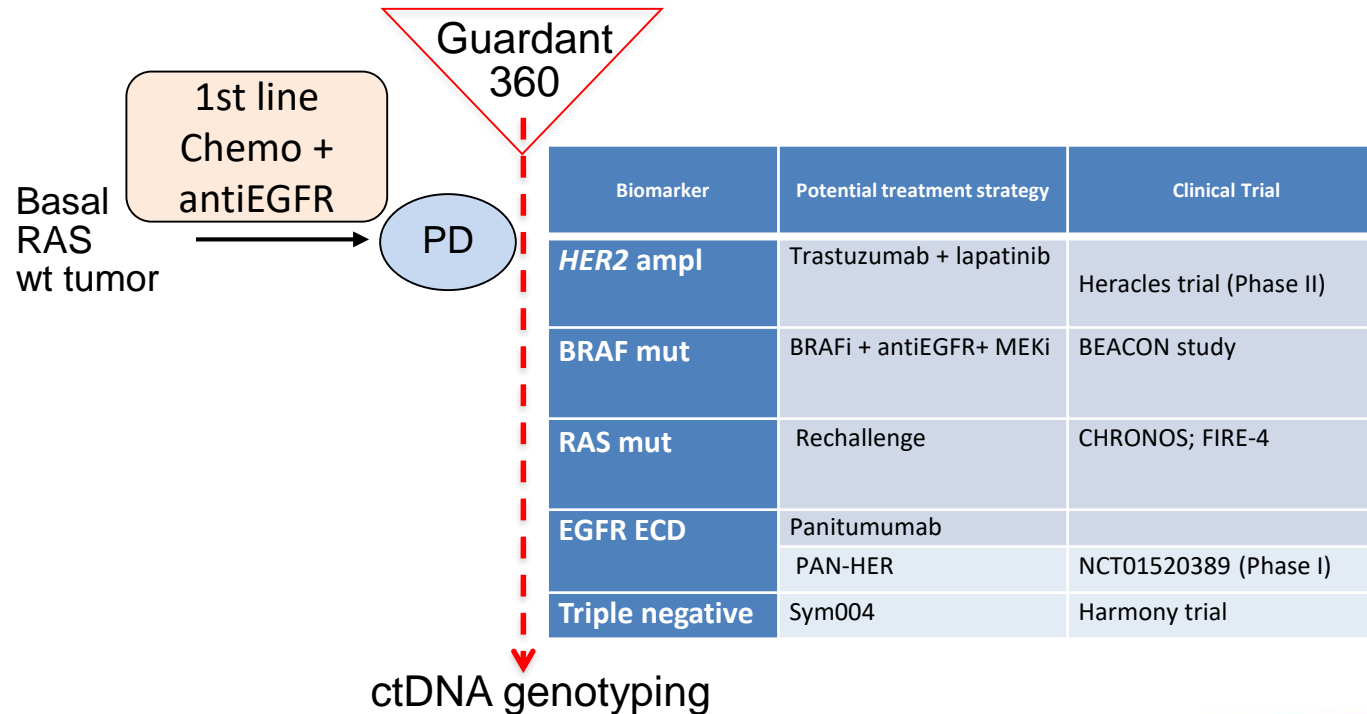 Guardant
360
1st line
Chemo +
antiEGFR
Basal
RAS
wt tumor
PD
Biomarker Potential treatment strategy Clinical Trial
HER2 ampl Trastuzumab + lapatinib Heracles trial (Phase II)
BRAF mut BRAFi + antiEGFR+ MEKi BEACON study
RAS mut Rechallenge CHRONOS; FIRE-4
EGFR ECD Panitumumab
PAN-HER NCT01520389 (Phase I)
Triple negative Sym004 Harmony trial
ctDNA genotyping